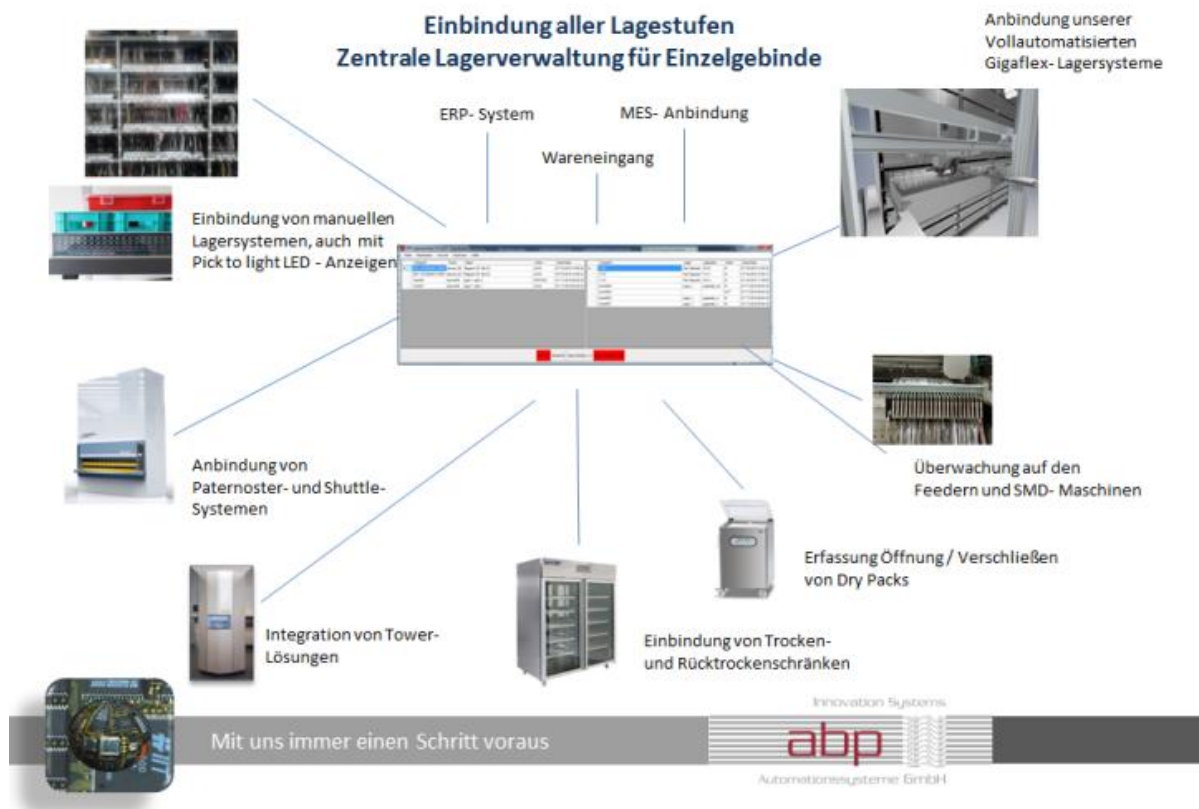 Einbindung aller Lagestufen
Zentrale Lagerverwaltung für Einzelgebinde
Anbindung unserer
Vollautomatisierten
Gigaflex- Lagersysteme
ERP- System
MES- Anbindung
Wareneingang
Einbindung von manuellen
Lagersystemen, auch mit
Pick to light LED - Anzeigen
Anbindung von
Paternoster- und Shuttle-
Systemen
Überwachung auf den
Feedern und SMD- Maschinen
Erfassung Öffnung / Verschließen
von Dry Packs
Integration von Tower-
Lösungen
Einbindung von Trocken-
und Rücktrockenschränken
Mit uns immer einen Schritt voraus
Innovation Systems
abp
Automationssysteme GmbH